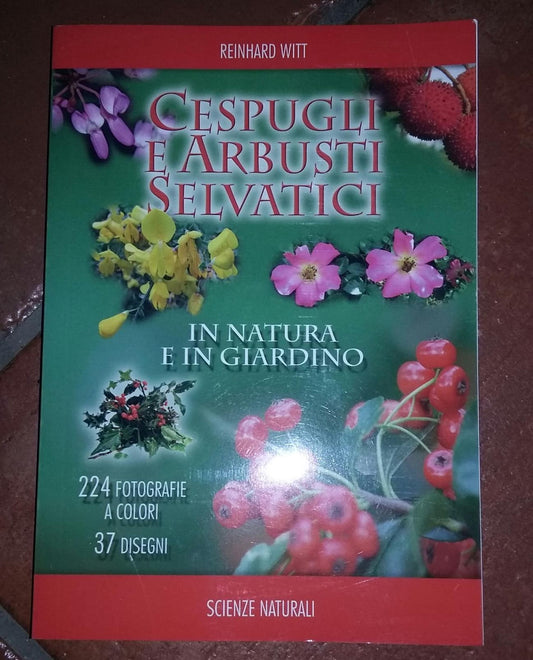 REINHARD WITT
CESPUGLI
E ARBUSTI
SELVATICI
IN NATURA
E IN GIARDINO
224 FOTOGRAFIE
A COLORI
37 DISEGNI
SCIENZE NATURALI